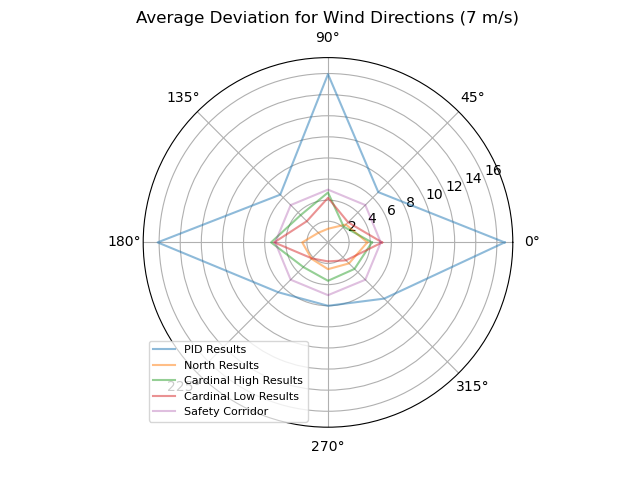 Average Deviation for Wind Directions (7 m/s)
90°
135°
45°
16
14
12
10
8
6
4
2
180°
0°
PID Results
North Results
Cardinal High Results
Cardinal Low Results
Safety Corridor
225°
315°
270°